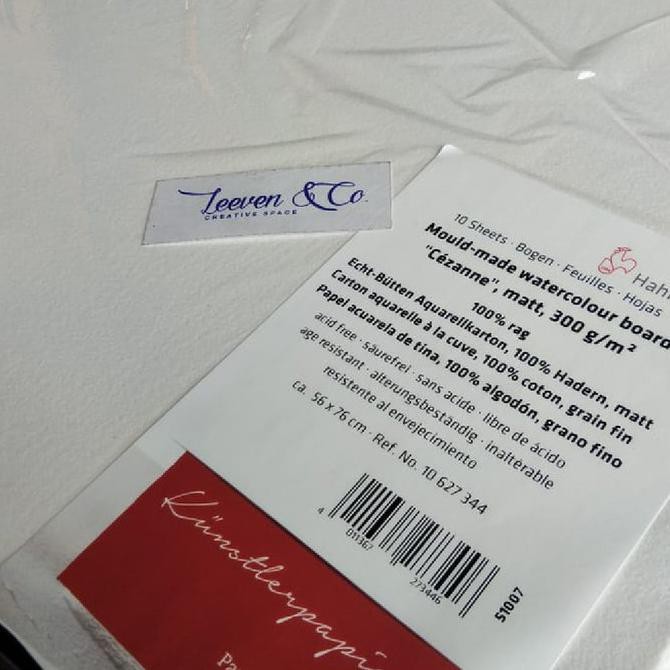 Leeven & Co.
CREATIVE SPACE
10 Sheets · Bogen · Feuilles · Hojas
Mould-made watercolour board
"Cézanne", matt, 300 g/m²
100% rag
Echt-Bütten Aquarellkarton, 100% Hadern, matt
Carton aquarelle à la cuve, 100% coton, grain fin
Papel acuarela de tina, 100% algodón, grano fino
acid free · säurefrei · sans acide · libre de ácido
age resistant · alterungsbeständig · inaltérable
resistente al envejecimiento
ca. 56 x 76 cm · Ref. No. 10 627 344
4 011367 273446
51007